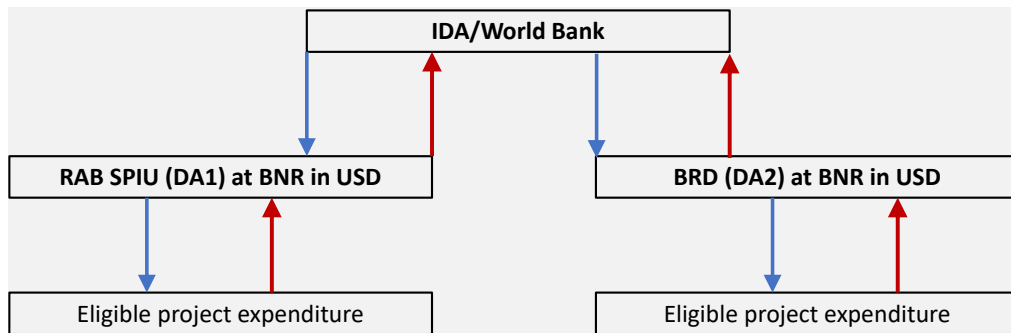 IDA/World Bank
RAB SPIU (DA1) at BNR in USD
BRD (DA2) at BNR in USD
Eligible project expenditure
Eligible project expenditure